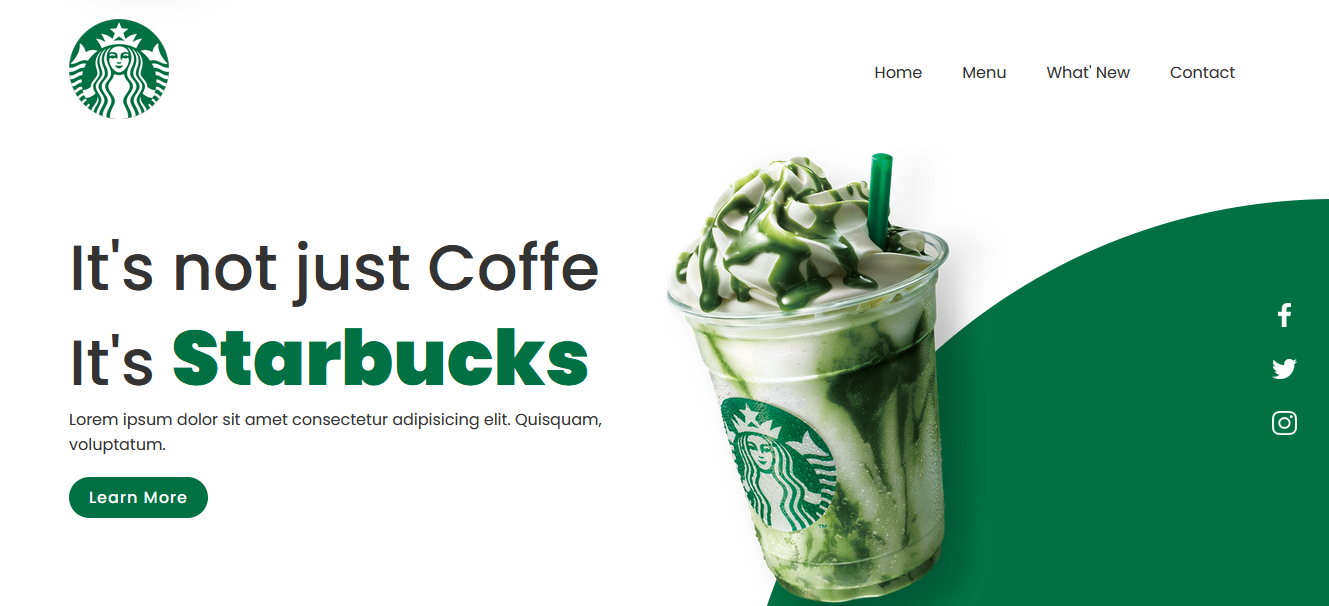 Home Menu What' New Contact
It's not just Coffe
It's Starbucks
Lorem ipsum dolor sit amet consectetur adipisicing elit. Quisquam,
voluptatum.
Learn More
TM